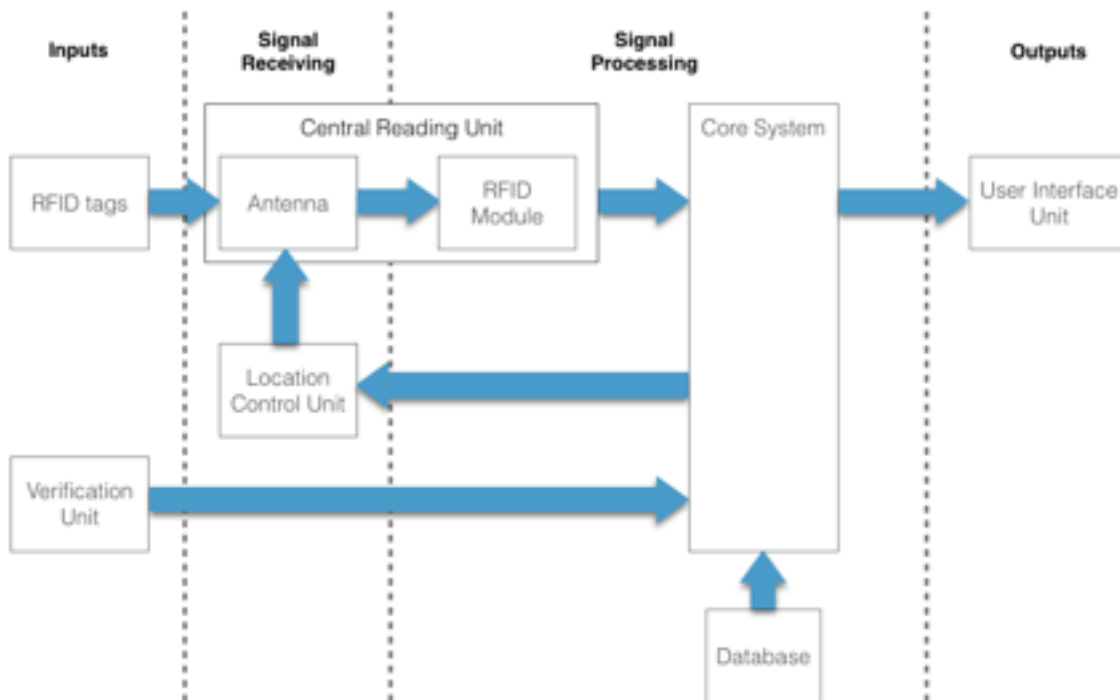 Inputs
Signal
Receiving
Signal
Processing
Outputs
Central Reading Unit
Core System
RFID tags
Antenna
RFID
Module
User Interface
Unit
Location
Control Unit
Verification
Unit
Database